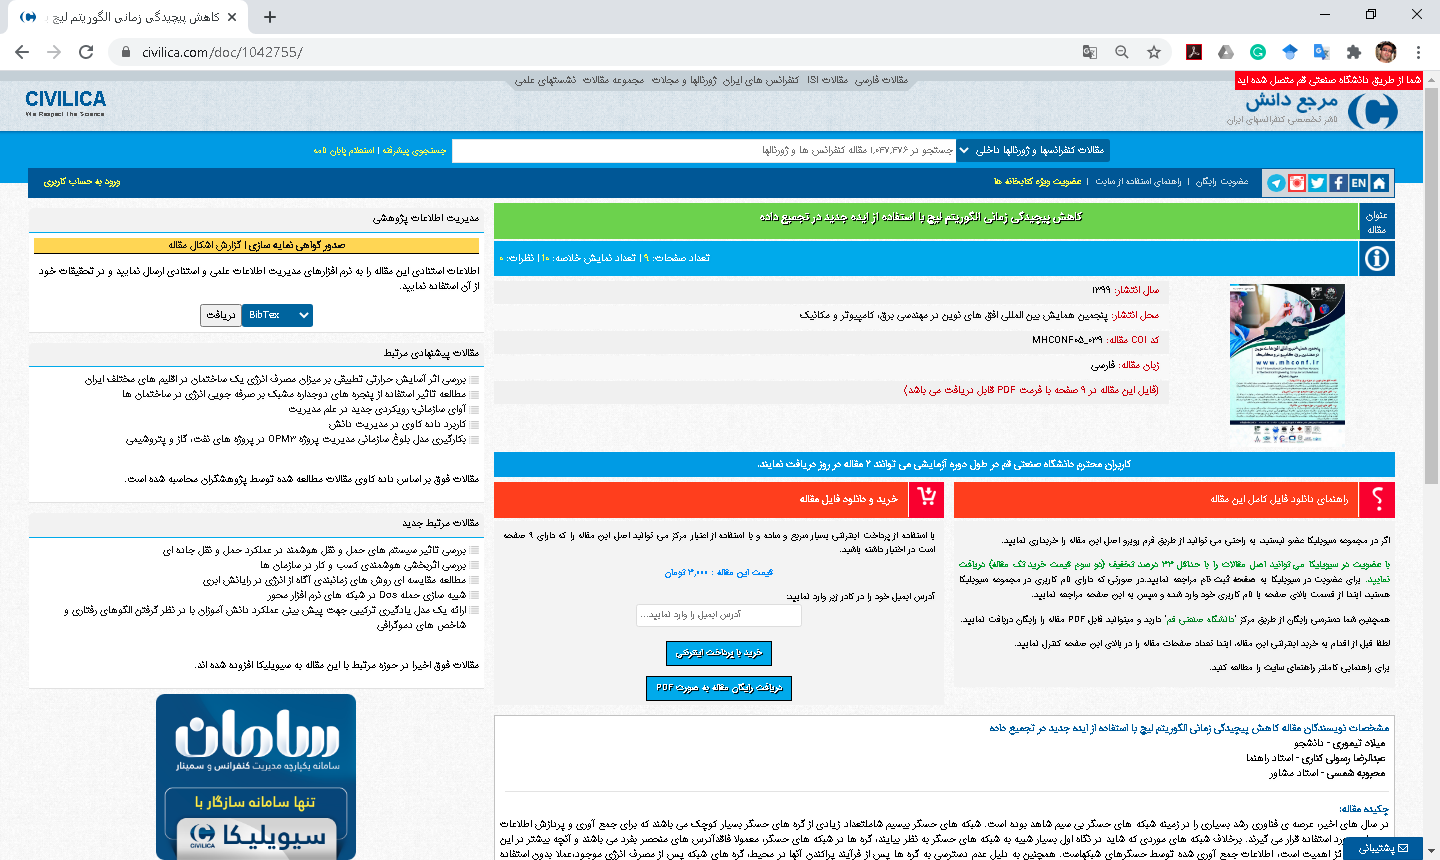 کاهش پیچیدگی زمانی الگوریتم لیچ
civilica.com/doc/1042755/
شما از طریق دانشگاه صنعتی قم متصل شده اید
مقالات فارسی مقالات ISI کنفرانس های ایران ژورنالها و مجلات مجموعه مقالات نشستهای علمی
مرجع دانش
ناشر تخصصی کنفرانسهای ایران
CIVILICA
We Respect the Science
مقالات کنفرانسها و ژورنالها داخلی
جستجو در ۱,۰۴۷,۴۷۶ مقاله کنفرانس ها و ژورنالها
جستجوی پیشرفته | استعلام پایان نامه
EN
عضویت رایگان | راهنمای استفاده از سایت | عضویت ویژه کتابخانه ها
ورود به حساب کاربری
عنوان مقاله
کاهش پیچیدگی زمانی الگوریتم لیچ با استفاده از ایده جدید در تجمیع داده
تعداد صفحات: ۹ | تعداد نمایش خلاصه: ۱۰ | نظرات: ۰
سال انتشار: ۱۳۹۹
محل انتشار: پنجمین همایش بین المللی افق های نوین در مهندسی برق، کامپیوتر و مکانیک
کد COI مقاله: MHCONF05_039
زبان مقاله: فارسی
(فایل این مقاله در ۹ صفحه با فرمت PDF قابل دریافت می باشد)
www.mhconf.ir
کاربران محترم دانشگاه صنعتی قم در طول دوره آزمایشی می توانند ۲ مقاله در روز دریافت نمایند.
راهنمای دانلود فایل کامل این مقاله
اگر در مجموعه سیویلیکا عضو نیستید، به راحتی می توانید از طریق فرم روبرو اصل این مقاله را خریداری نمایید.
با عضویت در سیویلیکا می توانید اصل مقالات را با حداقل ۳۳ درصد تخفیف (دو سوم قیمت خرید تک مقاله) دریافت
نمایید. برای عضویت در سیویلیکا به صفحه ثبت نام مراجعه نمایید.در صورتی که دارای نام کاربری در مجموعه سیویلیکا
هستید، ابتدا از قسمت بالای صفحه با نام کاربری خود وارد شده و سپس به این صفحه مراجعه نمایید.
همچنین شما دسترسی رایگان از طریق مرکز "دانشگاه صنعتی قم" دارید و میتوانید فایل PDF مقاله را رایگان دریافت نمایید.
لطفا قبل از اقدام به خرید اینترنتی این مقاله، ابتدا تعداد صفحات مقاله را در بالای این صفحه کنترل نمایید.
برای راهنمایی کاملتر راهنمای سایت را مطالعه کنید.
خرید و دانلود فایل مقاله
با استفاده از پرداخت اینترنتی بسیار سریع و ساده و با استفاده از اعتبار مرکز می توانید اصل این مقاله را که دارای ۹ صفحه
است در اختیار داشته باشید.
قیمت این مقاله : ۳,۰۰۰ تومان
آدرس ایمیل خود را در کادر زیر وارد نمایید:
آدرس ایمیل را وارد نمایید...
خرید با پرداخت اینترنتی
دریافت رایگان مقاله به صورت PDF
مشخصات نویسندگان مقاله کاهش پیچیدگی زمانی الگوریتم لیچ با استفاده از ایده جدید در تجمیع داده
میلاد تیموری - دانشجو
عبدالرضا رسولی کناری - استاد راهنما
محبوبه شمسی - استاد مشاور
چکیده مقاله:
در سال های اخیر، عرصه ی فناوری رشد بسیاری را در زمینه شبکه های حسگر بی سیم شاهد بوده است. شبکه های حسگر بیسیم شاملتعداد زیادی از گره های حسگر بسیار کوچک می باشند که برای جمع آوری و پردازش اطلاعات
رد استفاده قرار می گیرند. برخلاف شبکه های موردی که شاید در نگاه اول بسیار شبیه به شبکه های حسگر به نظر بیایند، گره ها در شبکه های حسگر، معمولا فاقدآدرس های منحصر بفرد می باشند و آنچه بیشتر در این
کز اهمیت است، اطلاعات جمع آوری شده توسط حسگرهای شبکهاست. همچنین به دلیل عدم دسترسی به گره ها پس از فرآیند پراکندن آنها در محیط، گره های شبکه پس از مصرف انرژی موجود،عملا بدون استفاده
مدیریت اطلاعات پژوهشی
صدور گواهی نمایه سازی | گزارش اشکال مقاله
اطلاعات استنادی این مقاله را به نرم افزارهای مدیریت اطلاعات علمی و استنادی ارسال نمایید و در تحقیقات خود
از آن استفاده نمایید.
BibTex دریافت
مقالات پیشنهادی مرتبط
بررسی اثر آسایش حرارتی تطبیقی بر میزان مصرف انرژی یک ساختمان در اقلیم های مختلف ایران
مطالعه تاثیر استفاده از پنجره های دوجداره مشبک بر صرفه جویی انرژی در ساختمان ها
آوای سازمانی؛ رویکردی جدید در علم مدیریت
کاربرد داده کاوی در مدیریت دانش
بکارگیری مدل بلوغ سازمانی مدیریت پروژه OPM3 در پروژه های نفت، گاز و پتروشیمی
مقالات فوق بر اساس داده کاوی مقالات مطالعه شده توسط پژوهشگران محاسبه شده است.
مقالات مرتبط جدید
بررسی تاثیر سیستم های حمل و نقل هوشمند در عملکرد حمل و نقل جاده ای
بررسی اثربخشی هوشمندی کسب و کار در سازمان ها
مطالعه مقایسه ای روش های زمانبندی آگاه از انرژی در رایانش ابری
شبیه سازی حمله Dos در شبکه های نرم افزار محور
ارائه یک مدل یادگیری ترکیبی جهت پیش بینی عملکرد دانش آموزان با در نظر گرفتن الگوهای رفتاری و
شاخص های دموگرافی
مقالات فوق اخیرا در حوزه مرتبط با این مقاله به سیویلیکا افزوده شده اند.
سامان
سامانه یکپارچه مدیریت کنفرانس و سمینار
تنها سامانه سازگار با
سیویلیکا
CIVILICA
پشتیبانی